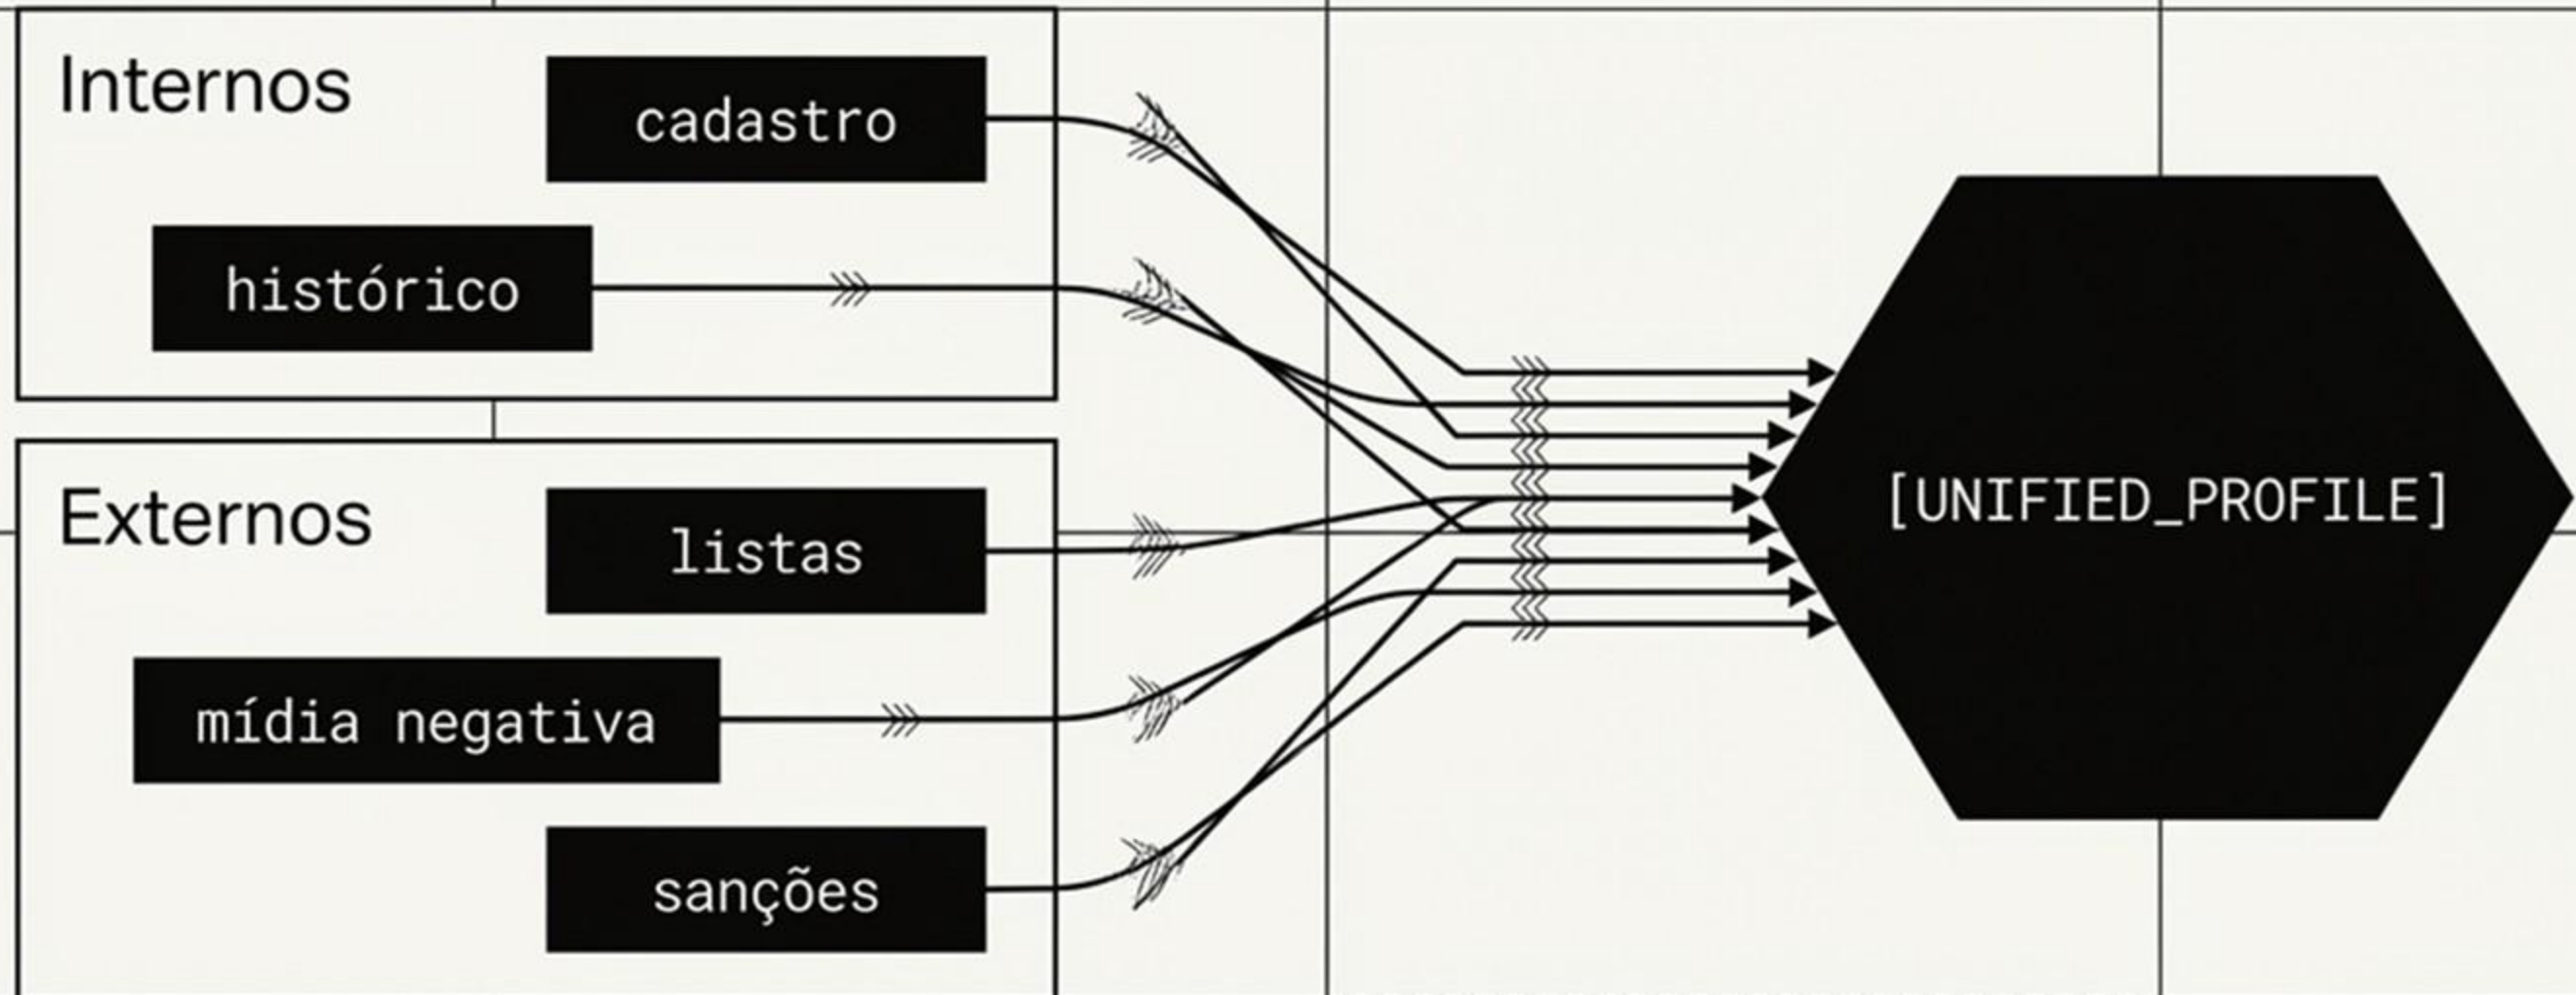 Internos
cadastro
histórico
Externos
listas
mídia negativa
sanções
[UNIFIED_PROFILE]